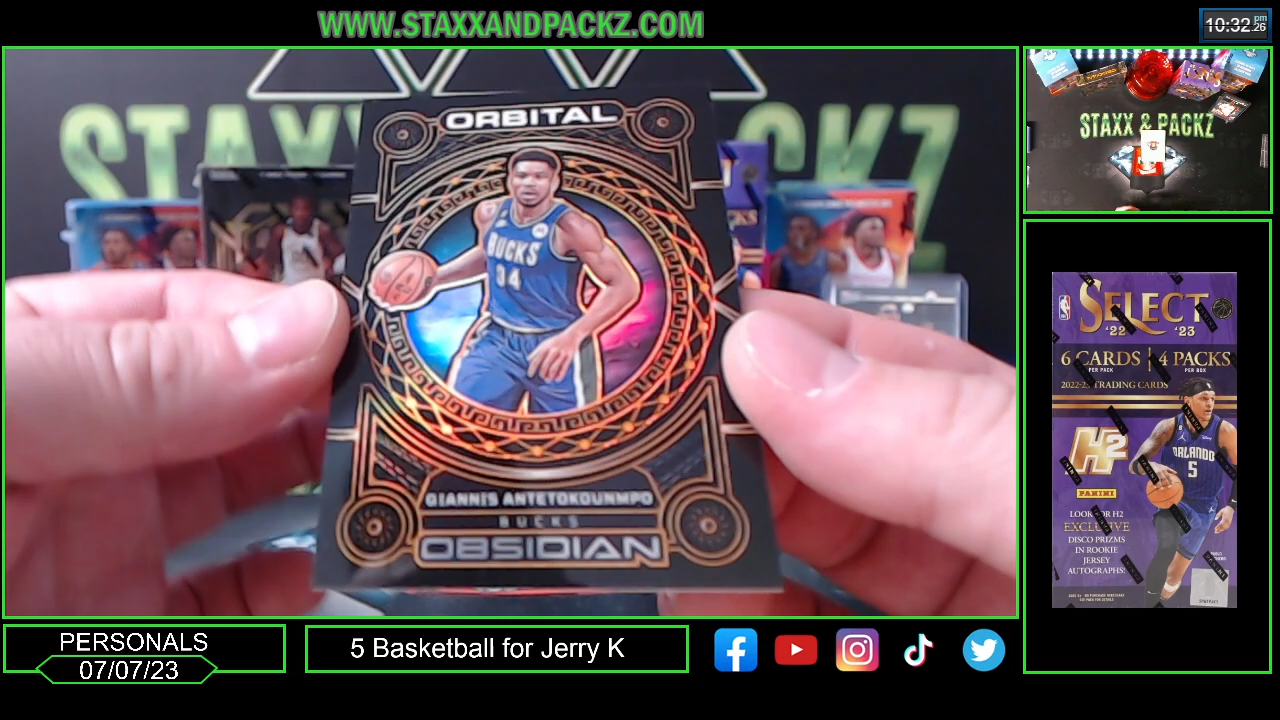 WWW.STAXXANDPACKZ.COM
10:32 pm
26
STAXX PACKZ
ORBITAL
BUCKS
34
GIANNIS ANTETOKOUNMPO
BUCKS
OBSIDIAN
STAXX & PACKZ
SELECT
'22 '23
6 CARDS 4 PACKS
PER PACK PER BOX
2022-23 TRADING CARDS
H2
ORLANDO
5
PANINI
LOOK FOR H2
EXCLUSIVE
DISCO PRIZMS
IN ROOKIE
JERSEY
AUTOGRAPHS!
PERSONALS
07/07/23
5 Basketball for Jerry K